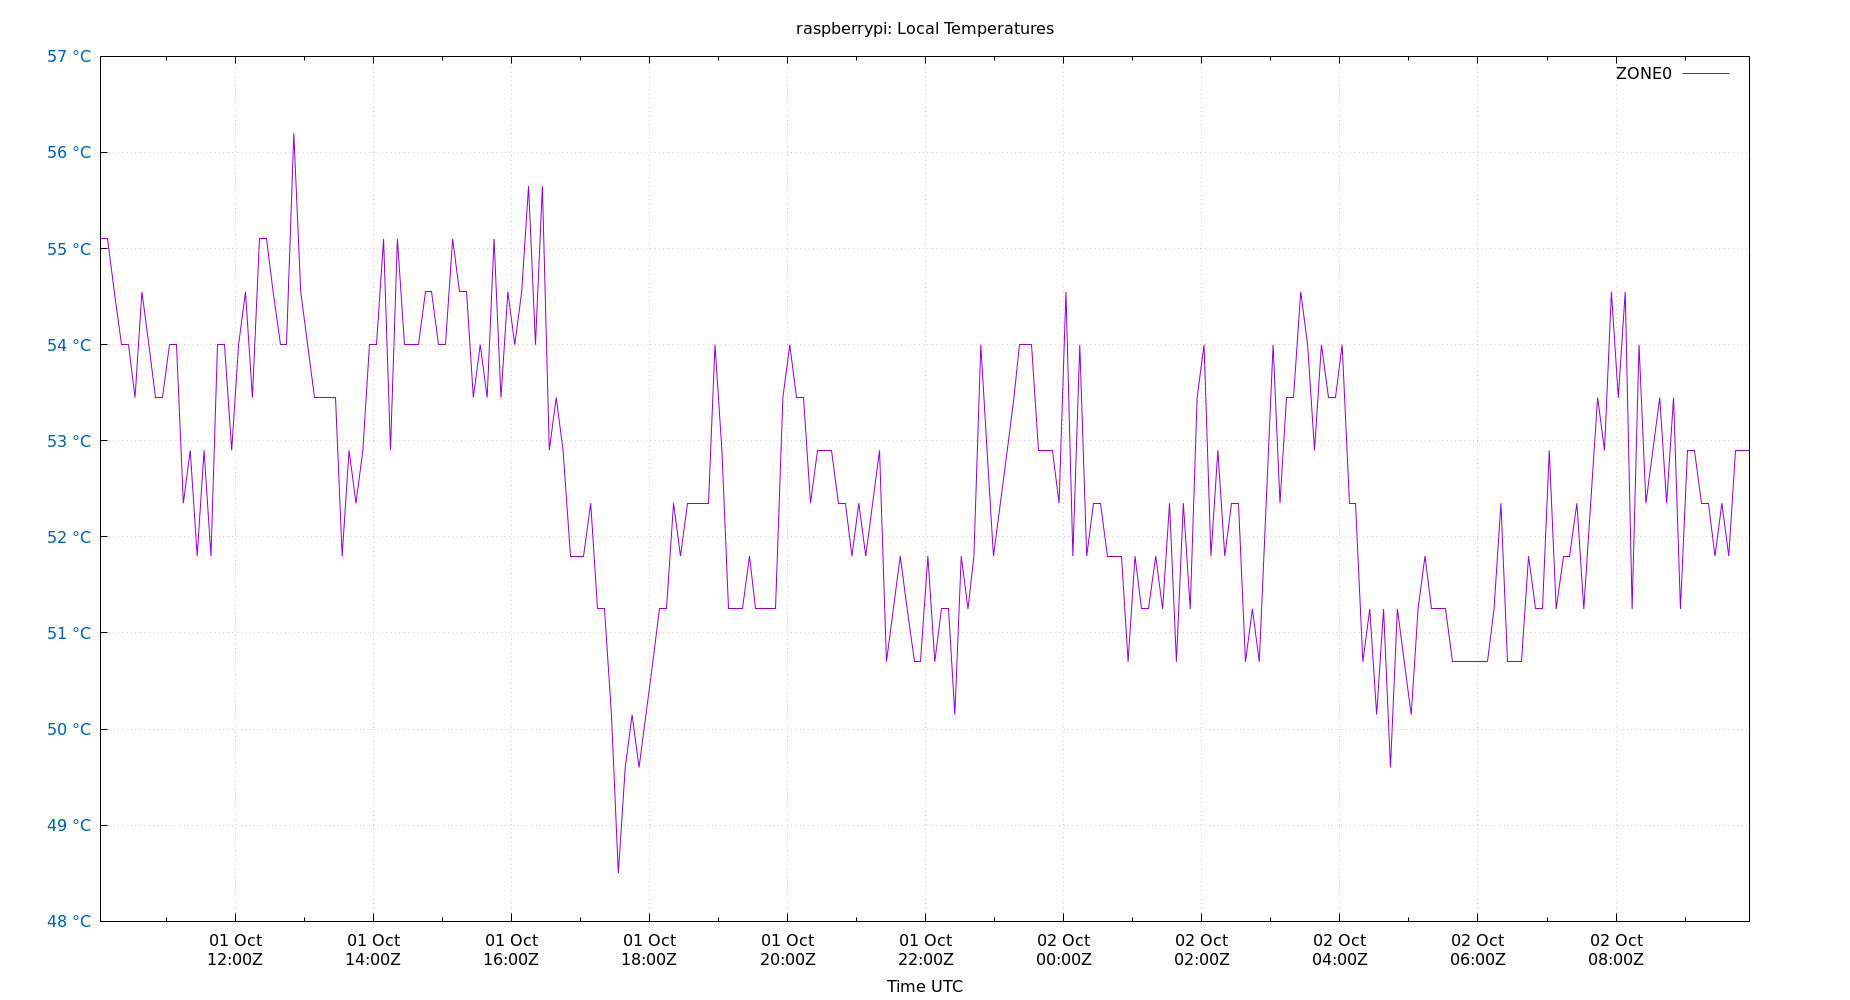 raspberrypi: Local Temperatures
57 °C
56 °C
55 °C
54 °C
53 °C
52 °C
51 °C
50 °C
49 °C
48 °C
ZONE0
01 Oct
12:00Z
01 Oct
14:00Z
01 Oct
16:00Z
01 Oct
18:00Z
01 Oct
20:00Z
01 Oct
22:00Z
02 Oct
00:00Z
02 Oct
02:00Z
02 Oct
04:00Z
02 Oct
06:00Z
02 Oct
08:00Z
Time UTC